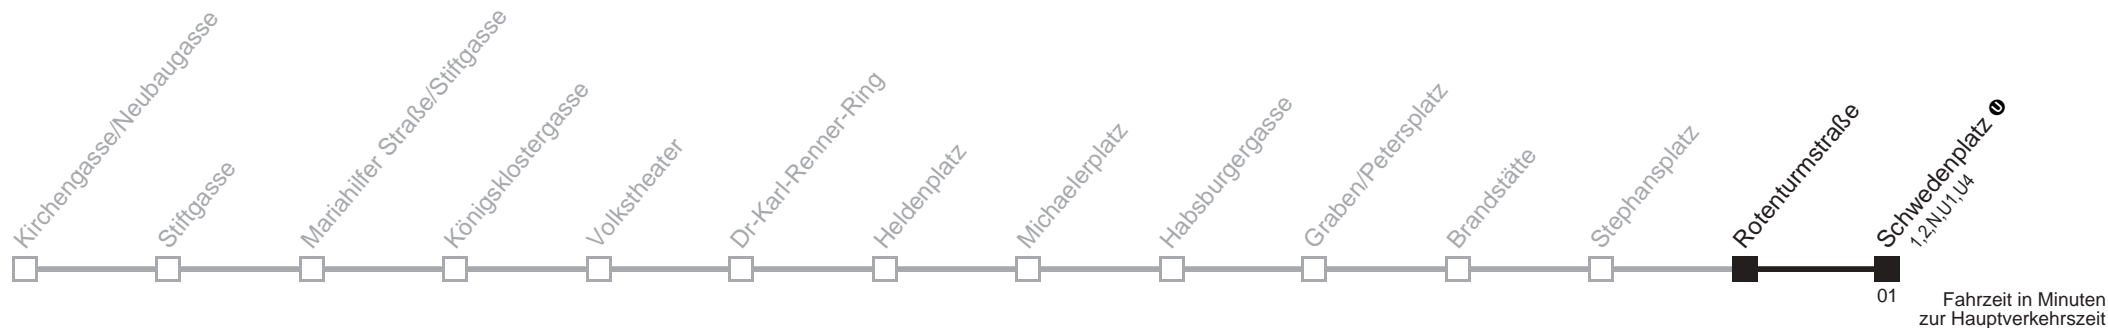 Kirchengasse/Neubaugasse
Stiftgasse
Mariahilfer Straße/Stiftgasse
Königsklostergasse
Volkstheater
Dr-Karl-Renner-Ring
Heldenplatz
Michaelerplatz
Habsburgergasse
Graben/Petersplatz
Brandstätte
Stephansplatz
Rotenturmstraße
Schwedenplatz U
1,2,N,U1,U4
01
Fahrzeit in Minuten
zur Hauptverkehrszeit